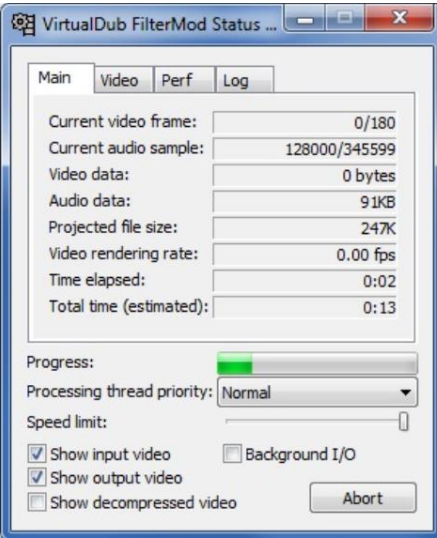 VirtualDub FilterMod Status ...
Main Video Perf Log
Current video frame: 0/180
Current audio sample: 128000/345599
Video data: 0 bytes
Audio data: 91KB
Projected file size: 247K
Video rendering rate: 0.00 fps
Time elapsed: 0:02
Total time (estimated): 0:13
Progress:
Processing thread priority: Normal
Speed limit:
Show input video Background I/O
Show output video
Show decompressed video Abort